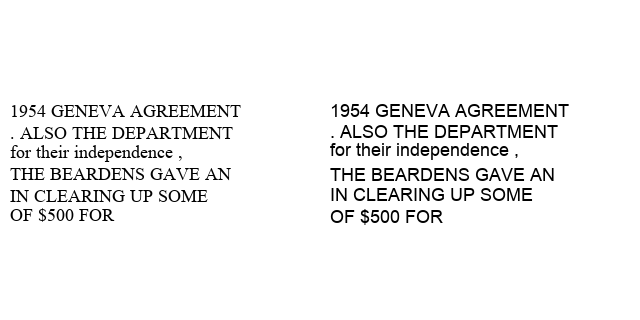 1954 GENEVA AGREEMENT
. ALSO THE DEPARTMENT
for their independence ,
THE BEARDENS GAVE AN
IN CLEARING UP SOME
OF $500 FOR
1954 GENEVA AGREEMENT
. ALSO THE DEPARTMENT
for their independence ,
THE BEARDENS GAVE AN
IN CLEARING UP SOME
OF $500 FOR